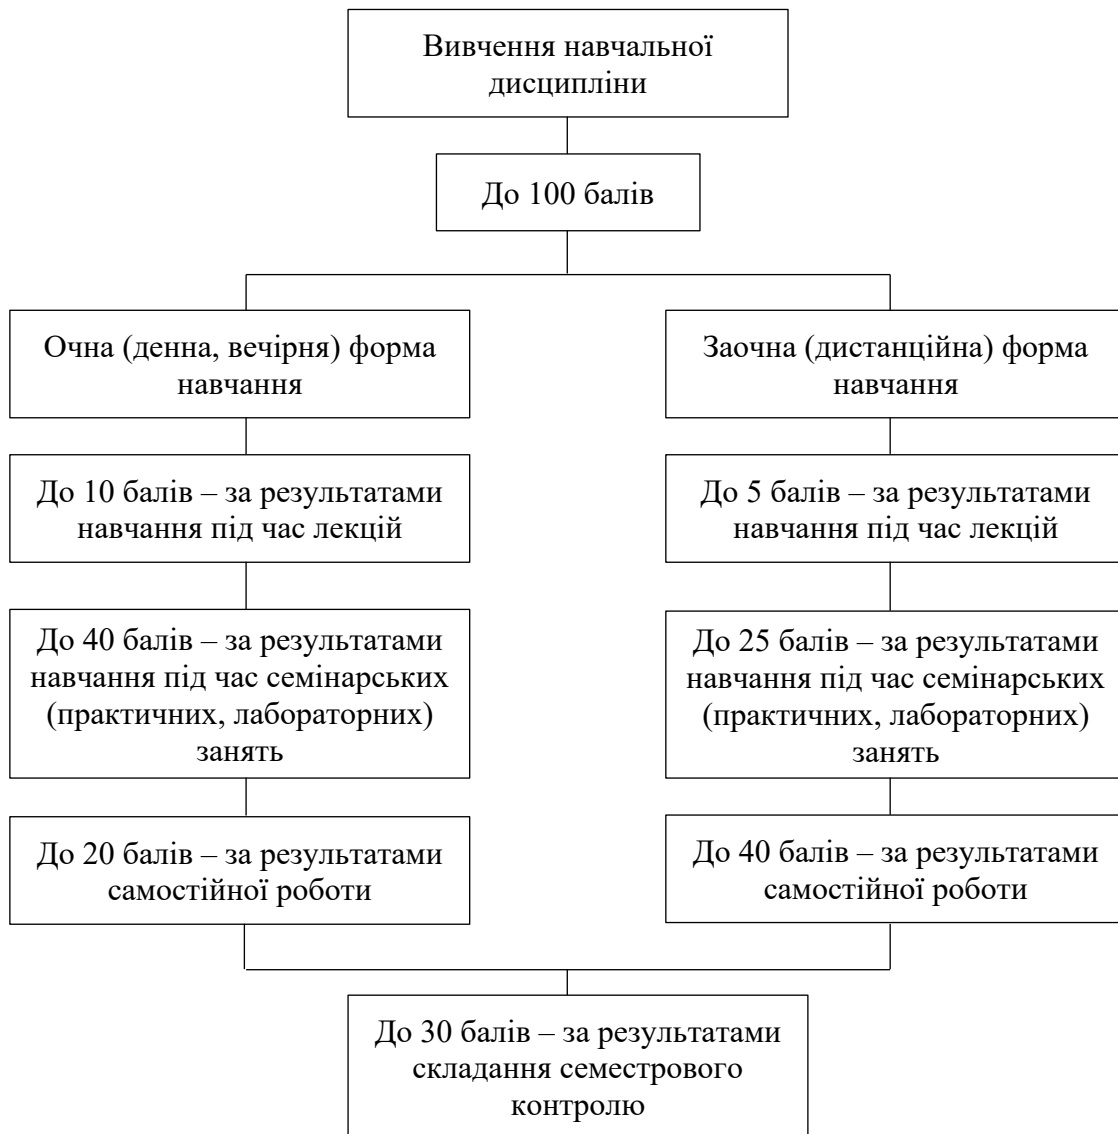 Вивчення навчальної
дисципліни
До 100 балів
Очна (денна, вечірня) форма
навчання
Заочна (дистанційна) форма
навчання
До 10 балів – за результатами
навчання під час лекцій
До 5 балів – за результатами
навчання під час лекцій
До 40 балів – за результатами
навчання під час семінарських
(практичних, лабораторних)
занять
До 25 балів – за результатами
навчання під час семінарських
(практичних, лабораторних)
занять
До 20 балів – за результатами
самостійної роботи
До 40 балів – за результатами
самостійної роботи
До 30 балів – за результатами
складання семестрового
контролю